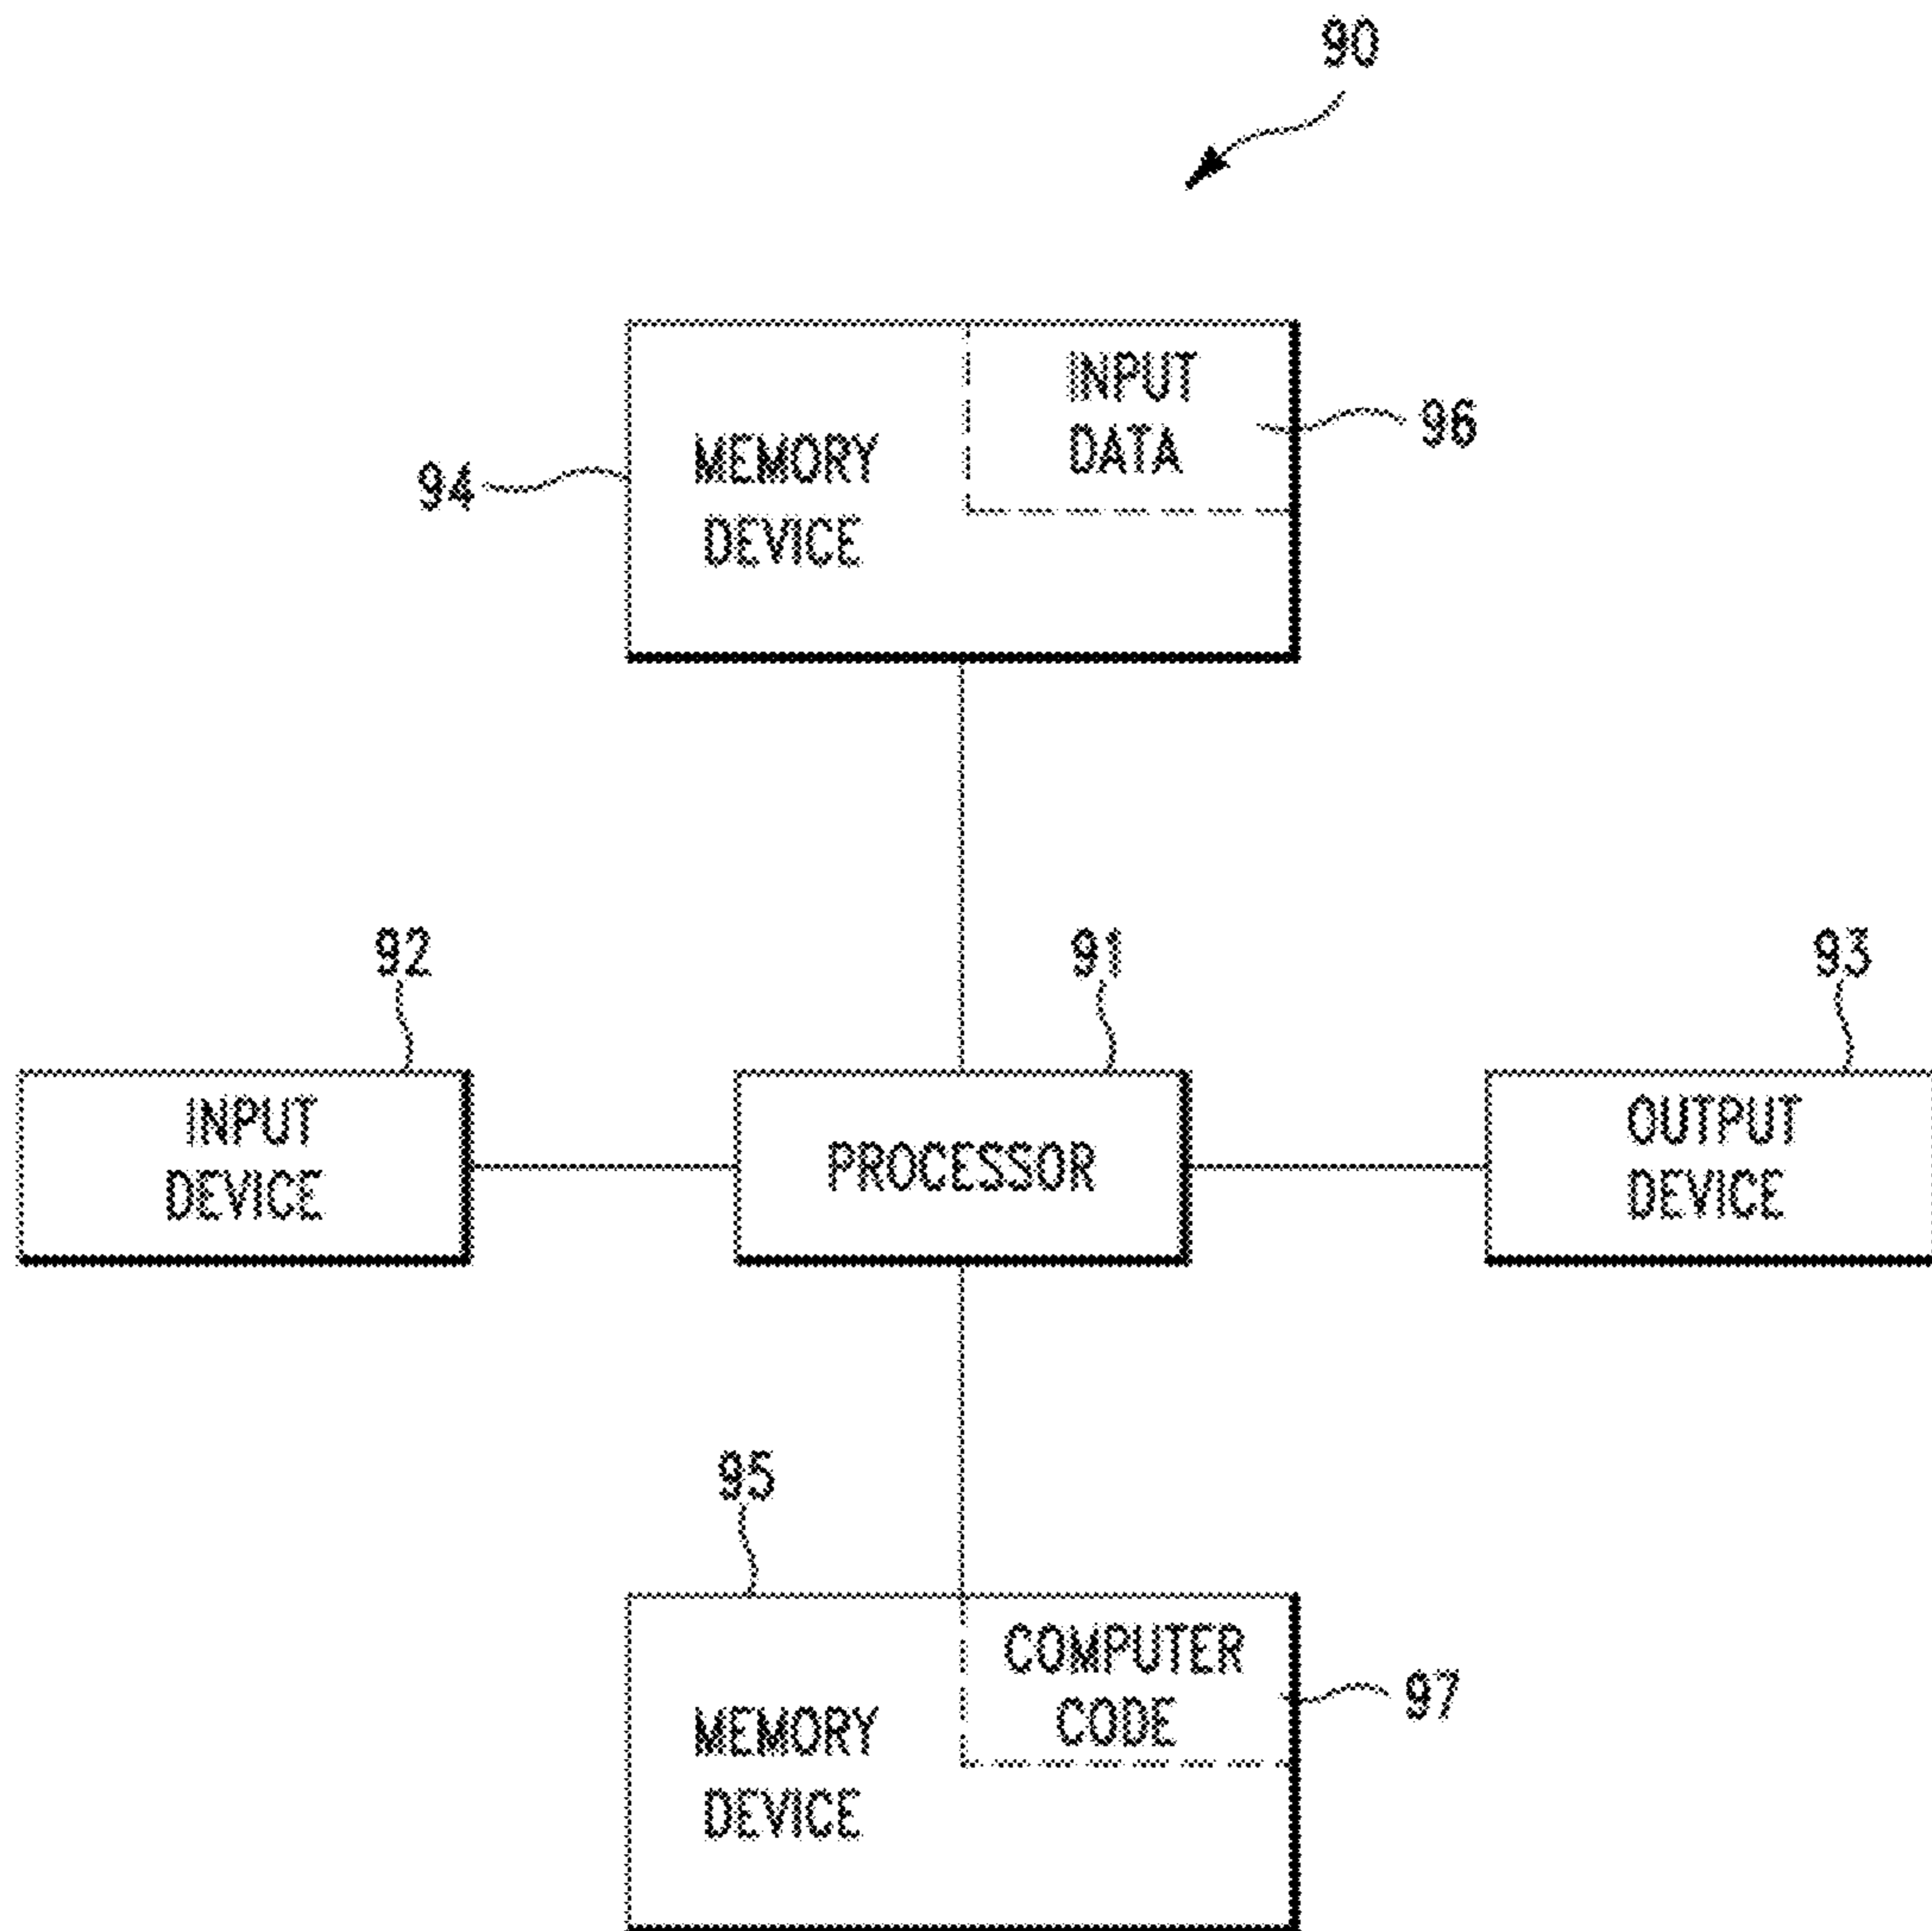 90
INPUT
DATA
96
MEMORY
DEVICE
94
92
91
93
INPUT
DEVICE
PROCESSOR
OUTPUT
DEVICE
95
COMPUTER
CODE
97
MEMORY
DEVICE